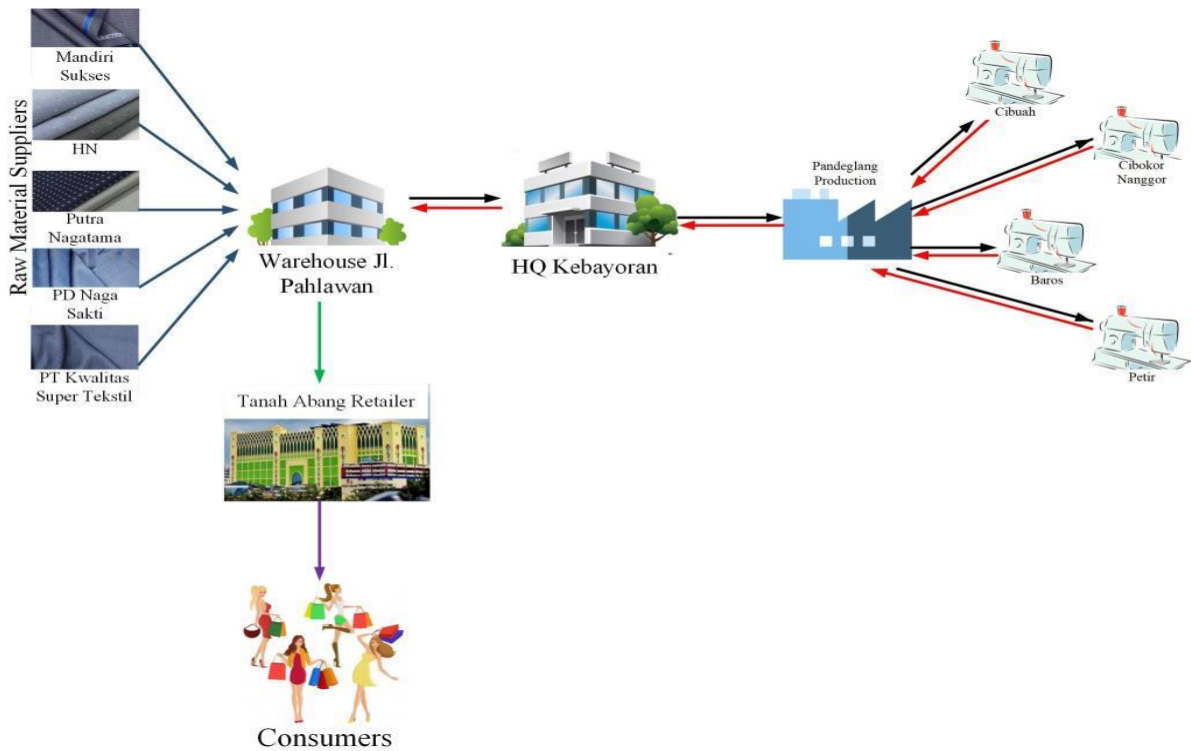 Raw Material Suppliers
Mandiri
Sukses
HN
Putra
Nagatama
PD Naga
Sakti
PT Kwalitas
Super Tekstil
Warehouse Jl.
Pahlawan
HQ Kebayoran
Pandeglang
Production
Cibuah
Cibokor
Nanggor
Baros
Petir
Tanah Abang Retailer
Consumers